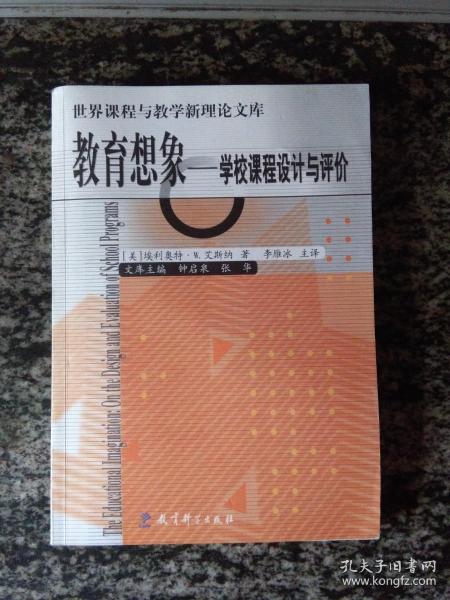 世界课程与教学新理论文库
教育想象——学校课程设计与评价
[美]埃利奥特·W.艾斯纳 著 李雁冰 主译
文库主编 钟启泉 张华
The Educational Imagination: On the Design and Evaluation of School Programs
教育科学出版社
孔夫子旧书网
www.kongfz.com